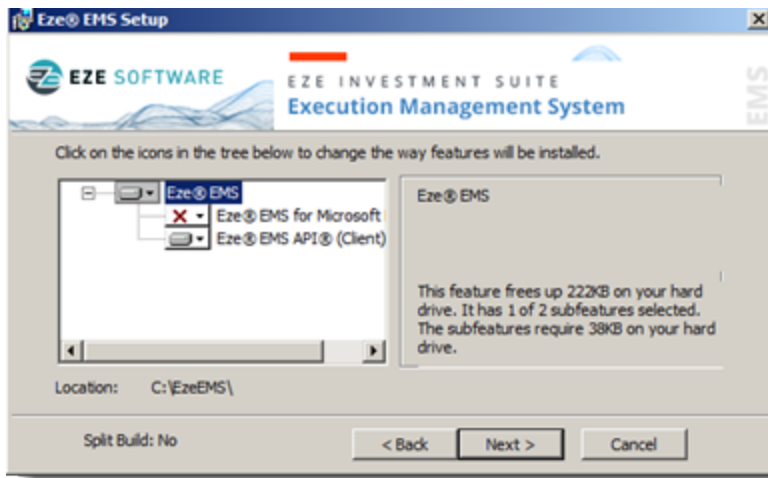 Eze® EMS Setup
EZE SOFTWARE
EZE INVESTMENT SUITE
Execution Management System
EMS
Click on the icons in the tree below to change the way features will be installed.
Eze® EMS
Eze® EMS for Microsoft
Eze® EMS API® (Client)
Eze® EMS
This feature frees up 222KB on your hard
drive. It has 1 of 2 subfeatures selected.
The subfeatures require 38KB on your hard
drive.
Location: C:\EzeEMS\
Split Build: No
< Back
Next >
Cancel